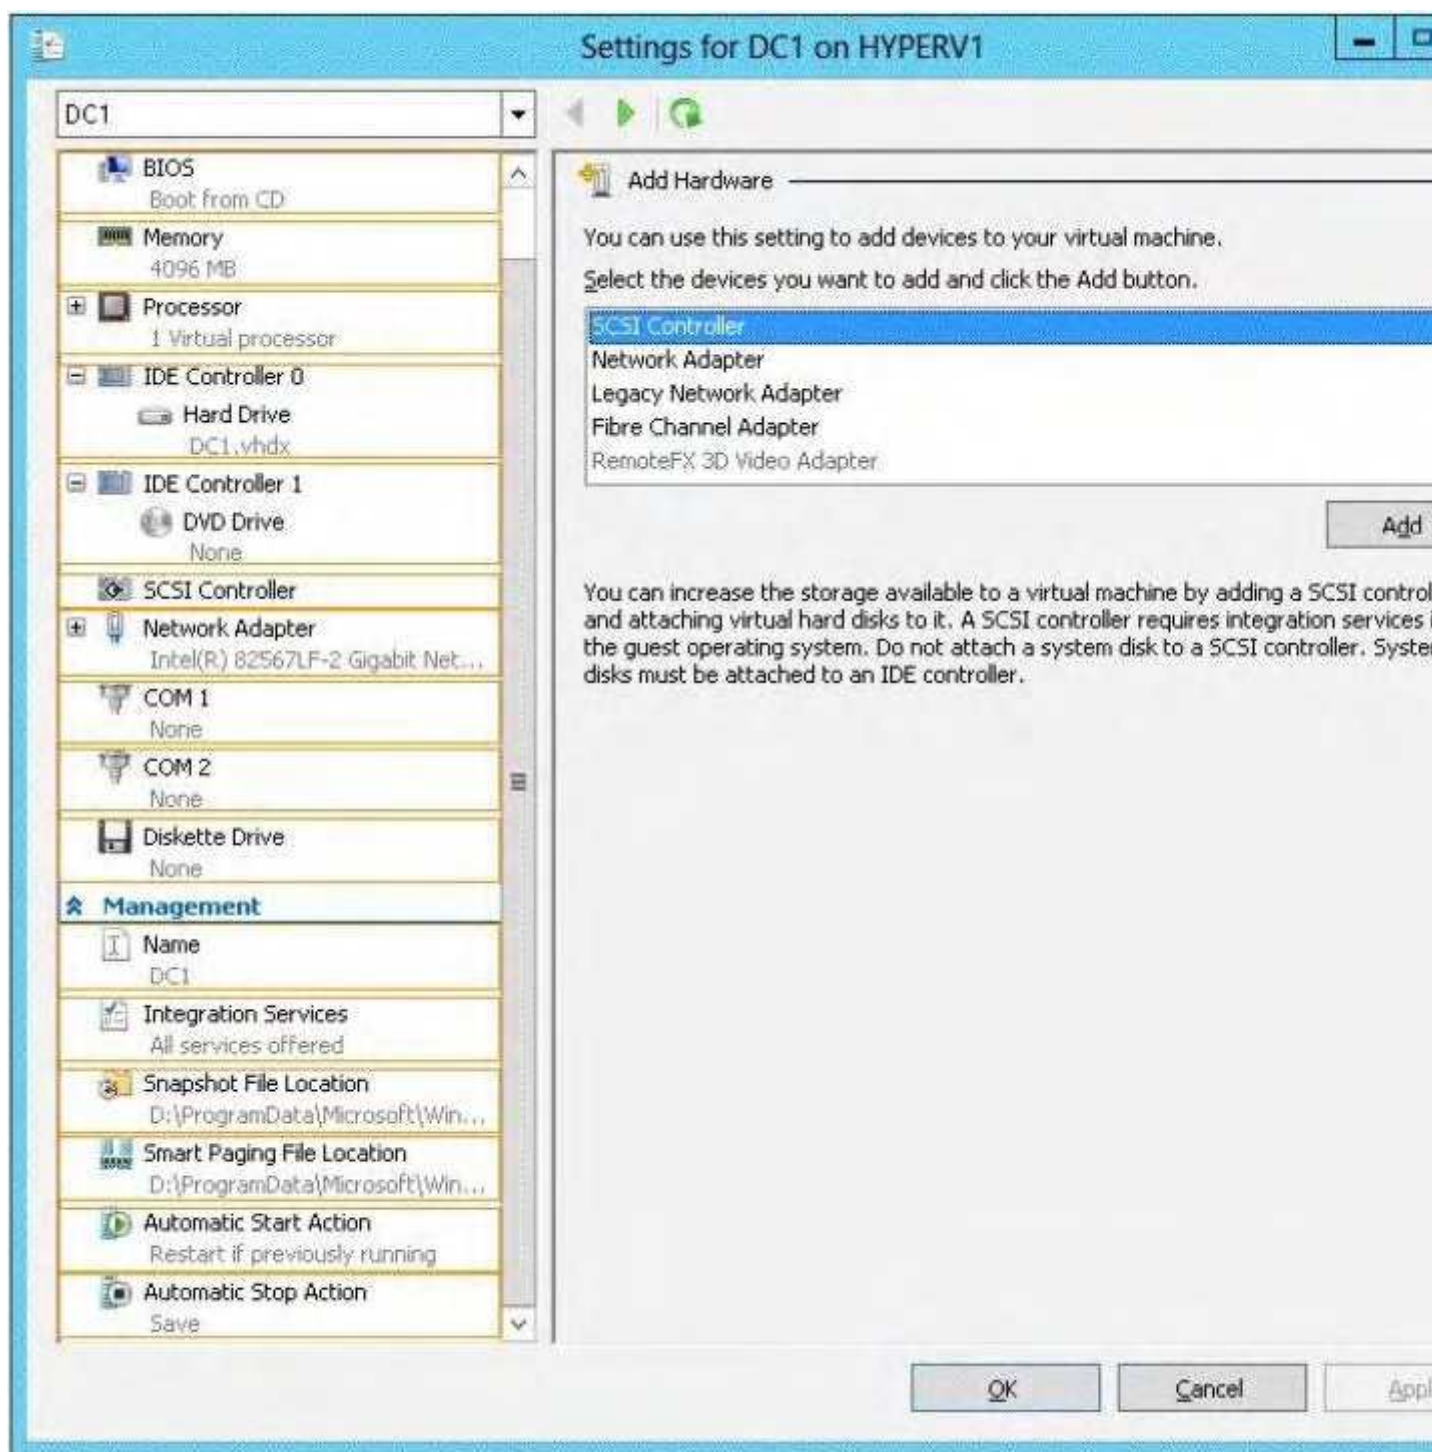 Settings for DC1 on HYPERV1
DC1
BIOS
Boot from CD
Memory
4096 MB
Processor
1 Virtual processor
IDE Controller 0
Hard Drive
DC1.vhdx
IDE Controller 1
DVD Drive
None
SCSI Controller
Network Adapter
Intel(R) 82567LF-2 Gigabit Net...
COM 1
None
COM 2
None
Diskette Drive
None
Management
Name
DC1
Integration Services
All services offered
Snapshot File Location
D:\ProgramData\Microsoft\Win...
Smart Paging File Location
D:\ProgramData\Microsoft\Win...
Automatic Start Action
Restart if previously running
Automatic Stop Action
Save
Add Hardware
You can use this setting to add devices to your virtual machine.
Select the devices you want to add and click the Add button.
SCSI Controller
Network Adapter
Legacy Network Adapter
Fibre Channel Adapter
RemoteFX 3D Video Adapter
Add
You can increase the storage available to a virtual machine by adding a SCSI control
and attaching virtual hard disks to it. A SCSI controller requires integration services i
the guest operating system. Do not attach a system disk to a SCSI controller. Syste
disks must be attached to an IDE controller.
OK
Cancel
Appl